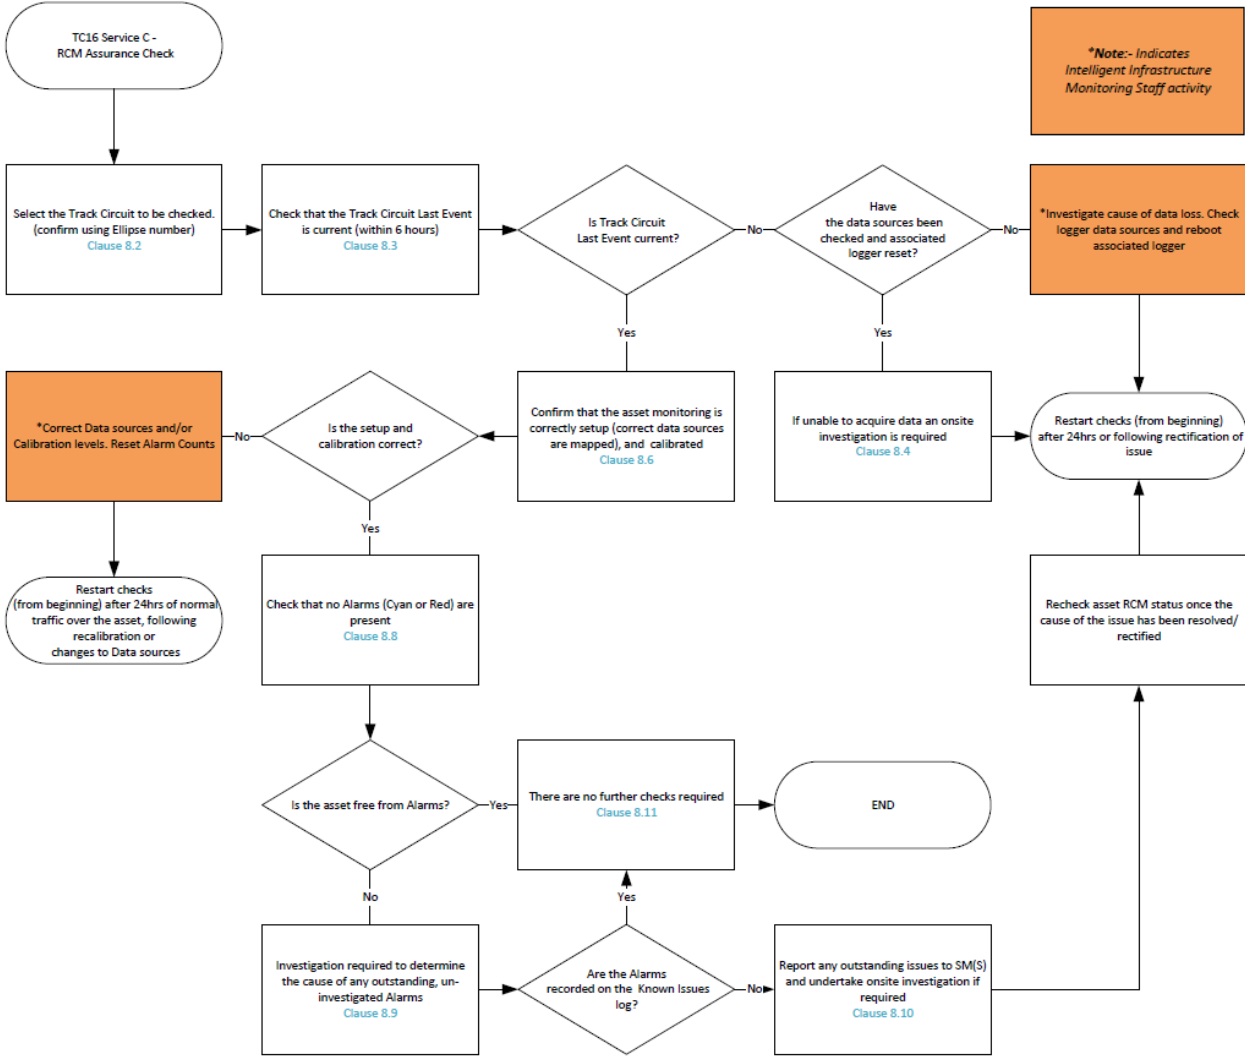 TC16 Service C -
RCM Assurance Check
*Note:- Indicates
Intelligent Infrastructure
Monitoring Staff activity
Select the Track Circuit to be checked.
(confirm using Ellipse number)
Clause 8.2
Check that the Track Circuit Last Event
is current (within 6 hours)
Clause 8.3
Is Track Circuit
Last Event current?
No
Have
the data sources been
checked and associated
logger reset?
No
*Investigate cause of data loss. Check
logger data sources and reboot
associated logger
Yes
Yes
*Correct Data sources and/or
Calibration levels. Reset Alarm Counts
No
Is the setup and
calibration correct?
Confirm that the asset monitoring is
correctly setup (correct data sources
are mapped), and calibrated
Clause 8.6
If unable to acquire data an onsite
investigation is required
Clause 8.4
Restart checks (from beginning)
after 24hrs or following rectification of
issue
Yes
Restart checks
(from beginning) after 24hrs of normal
traffic over the asset, following
recalibration or
changes to Data sources
Check that no Alarms (Cyan or Red) are
present
Clause 8.8
Recheck asset RCM status once the
cause of the issue has been resolved/
rectified
Is the asset free from Alarms?
Yes
There are no further checks required
Clause 8.11
END
No
Yes
Investigation required to determine
the cause of any outstanding, un-
investigated Alarms
Clause 8.9
Are the Alarms
recorded on the Known Issues
log?
No
Report any outstanding issues to SM(S)
and undertake onsite investigation if
required
Clause 8.10